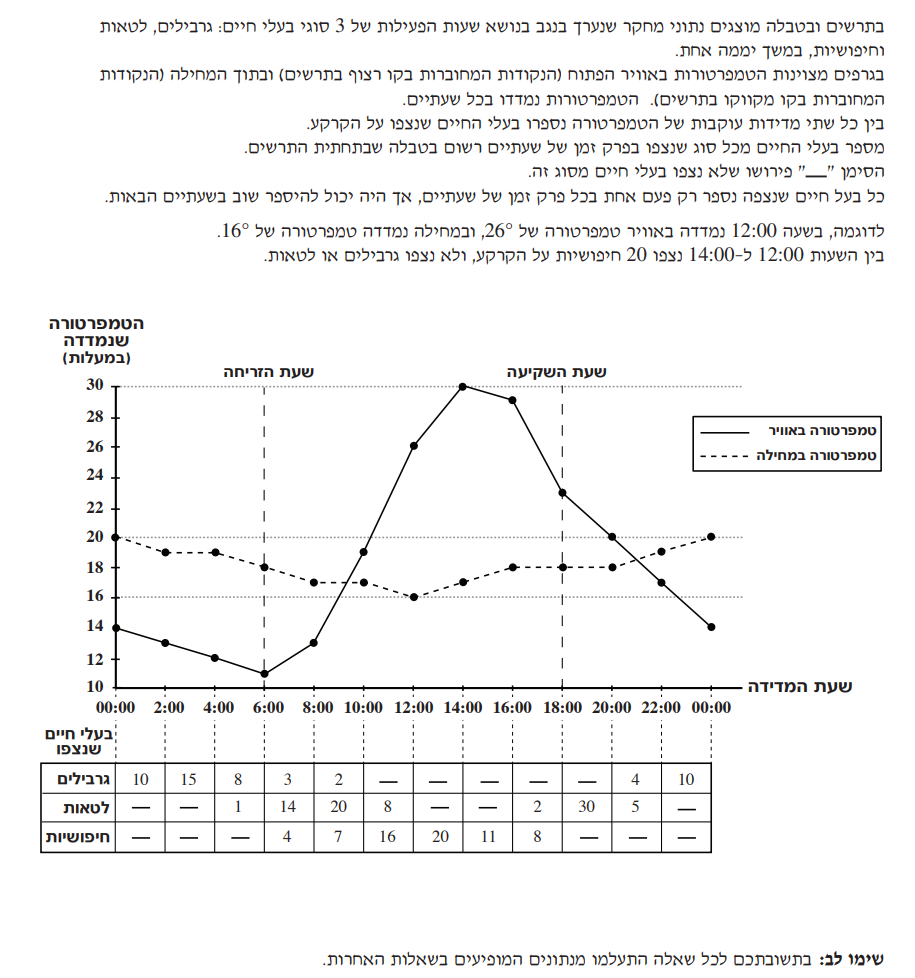 בתרשים ובטבלה מוצגים נתוני מחקר שנערך בנגב בנושא שעות הפעילות של 3 סוגי בעלי חיים: גרבילים, לטאות
וחיפושיות, במשך יממה אחת.
בגרפים מצוינות הטמפרטורות באוויר הפתוח (הנקודות המחוברות בקו רצוף בתרשים) ובתוך המחילה (הנקודות
המחוברות בקו מקווקו בתרשים). הטמפרטורות נמדדו בכל שעתיים.
בין כל שתי מדידות עוקבות של הטמפרטורה נספרו בעלי החיים שנצפו על הקרקע.
מספר בעלי החיים מכל סוג שנצפו בפרק זמן של שעתיים רשום בטבלה שבתחתית התרשים.
הסימן "—" פירושו שלא נצפו בעלי חיים מסוג זה.
כל בעל חיים שנצפה נספר רק פעם אחת בכל פרק זמן של שעתיים, אך היה יכול להיספר שוב בשעתיים הבאות.
לדוגמה, בשעה 12:00 נמדדה באוויר טמפרטורה של 26°, ובמחילה נמדדה טמפרטורה של 16°.
בין השעות 12:00 ל-14:00 נצפו 20 חיפושיות על הקרקע, ולא נצפו גרבילים או לטאות.
הטמפרטורה
שנמדדה
(במעלות)
שעת הזריחה
שעת השקיעה
30
28
26
24
22
20
18
16
14
12
10
טמפרטורה באוויר
טמפרטורה במחילה
00:00 2:00 4:00 6:00 8:00 10:00 12:00 14:00 16:00 18:00 20:00 22:00 00:00
שעת המדידה
בעלי חיים
שנצפו
גרבילים 10 15 8 3 2 — — — — — 4 10
לטאות — — 1 14 20 8 — — 2 30 5 —
חיפושיות — — — 4 7 16 20 11 8 — — —
שימו לב: בתשובתכם לכל שאלה התעלמו מנתונים המופיעים בשאלות האחרות.